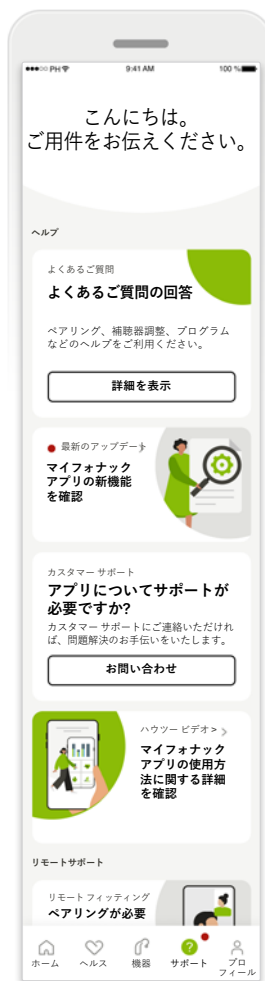 PH
9:41 AM
100 %
こんにちは。
ご用件をお伝えください。
ヘルプ
よくあるご質問
よくあるご質問の回答
ペアリング、補聴器調整、プログラム
などのヘルプをご利用ください。
詳細を表示
最新のアップデート
マイフォナック
アプリの新機能
を確認
カスタマー サポート
アプリについてサポートが
必要ですか?
カスタマー サポートにご連絡いただけれ
ば、問題解決のお手伝いをいたします。
お問い合わせ
ハウツー ビデオ >
マイフォナック
アプリの使用方
法に関する詳細
を確認
リモートサポート
リモート フィッティング
ペアリングが必要
ホーム
ヘルス
機器
サポート
プロ
フィール